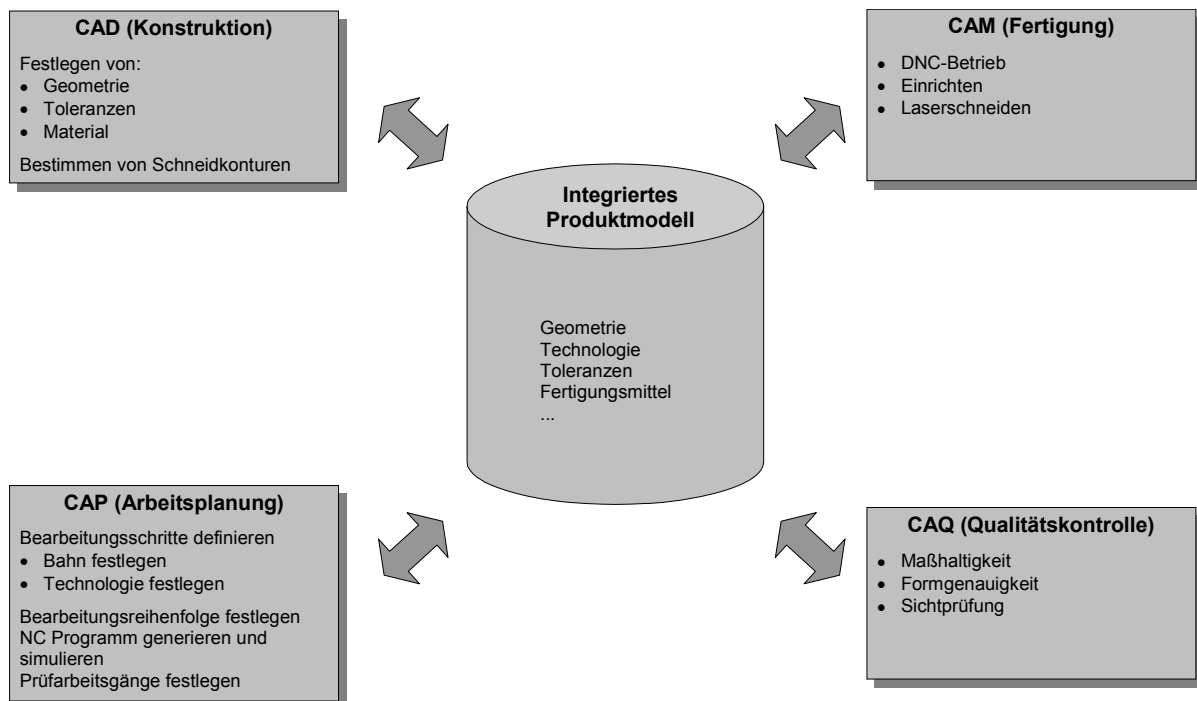 CAD (Konstruktion)
Festlegen von:
• Geometrie
• Toleranzen
• Material
Bestimmen von Schneidkonturen
CAM (Fertigung)
• DNC-Betrieb
• Einrichten
• Laserschneiden
Integriertes
Produktmodell
Geometrie
Technologie
Toleranzen
Fertigungsmittel
...
CAP (Arbeitsplanung)
Bearbeitungsschritte definieren
• Bahn festlegen
• Technologie festlegen
Bearbeitungsreihenfolge festlegen
NC Programm generieren und
simulieren
Prüfarbeitsgänge festlegen
CAQ (Qualitätskontrolle)
• Maßhaltigkeit
• Formgenauigkeit
• Sichtprüfung